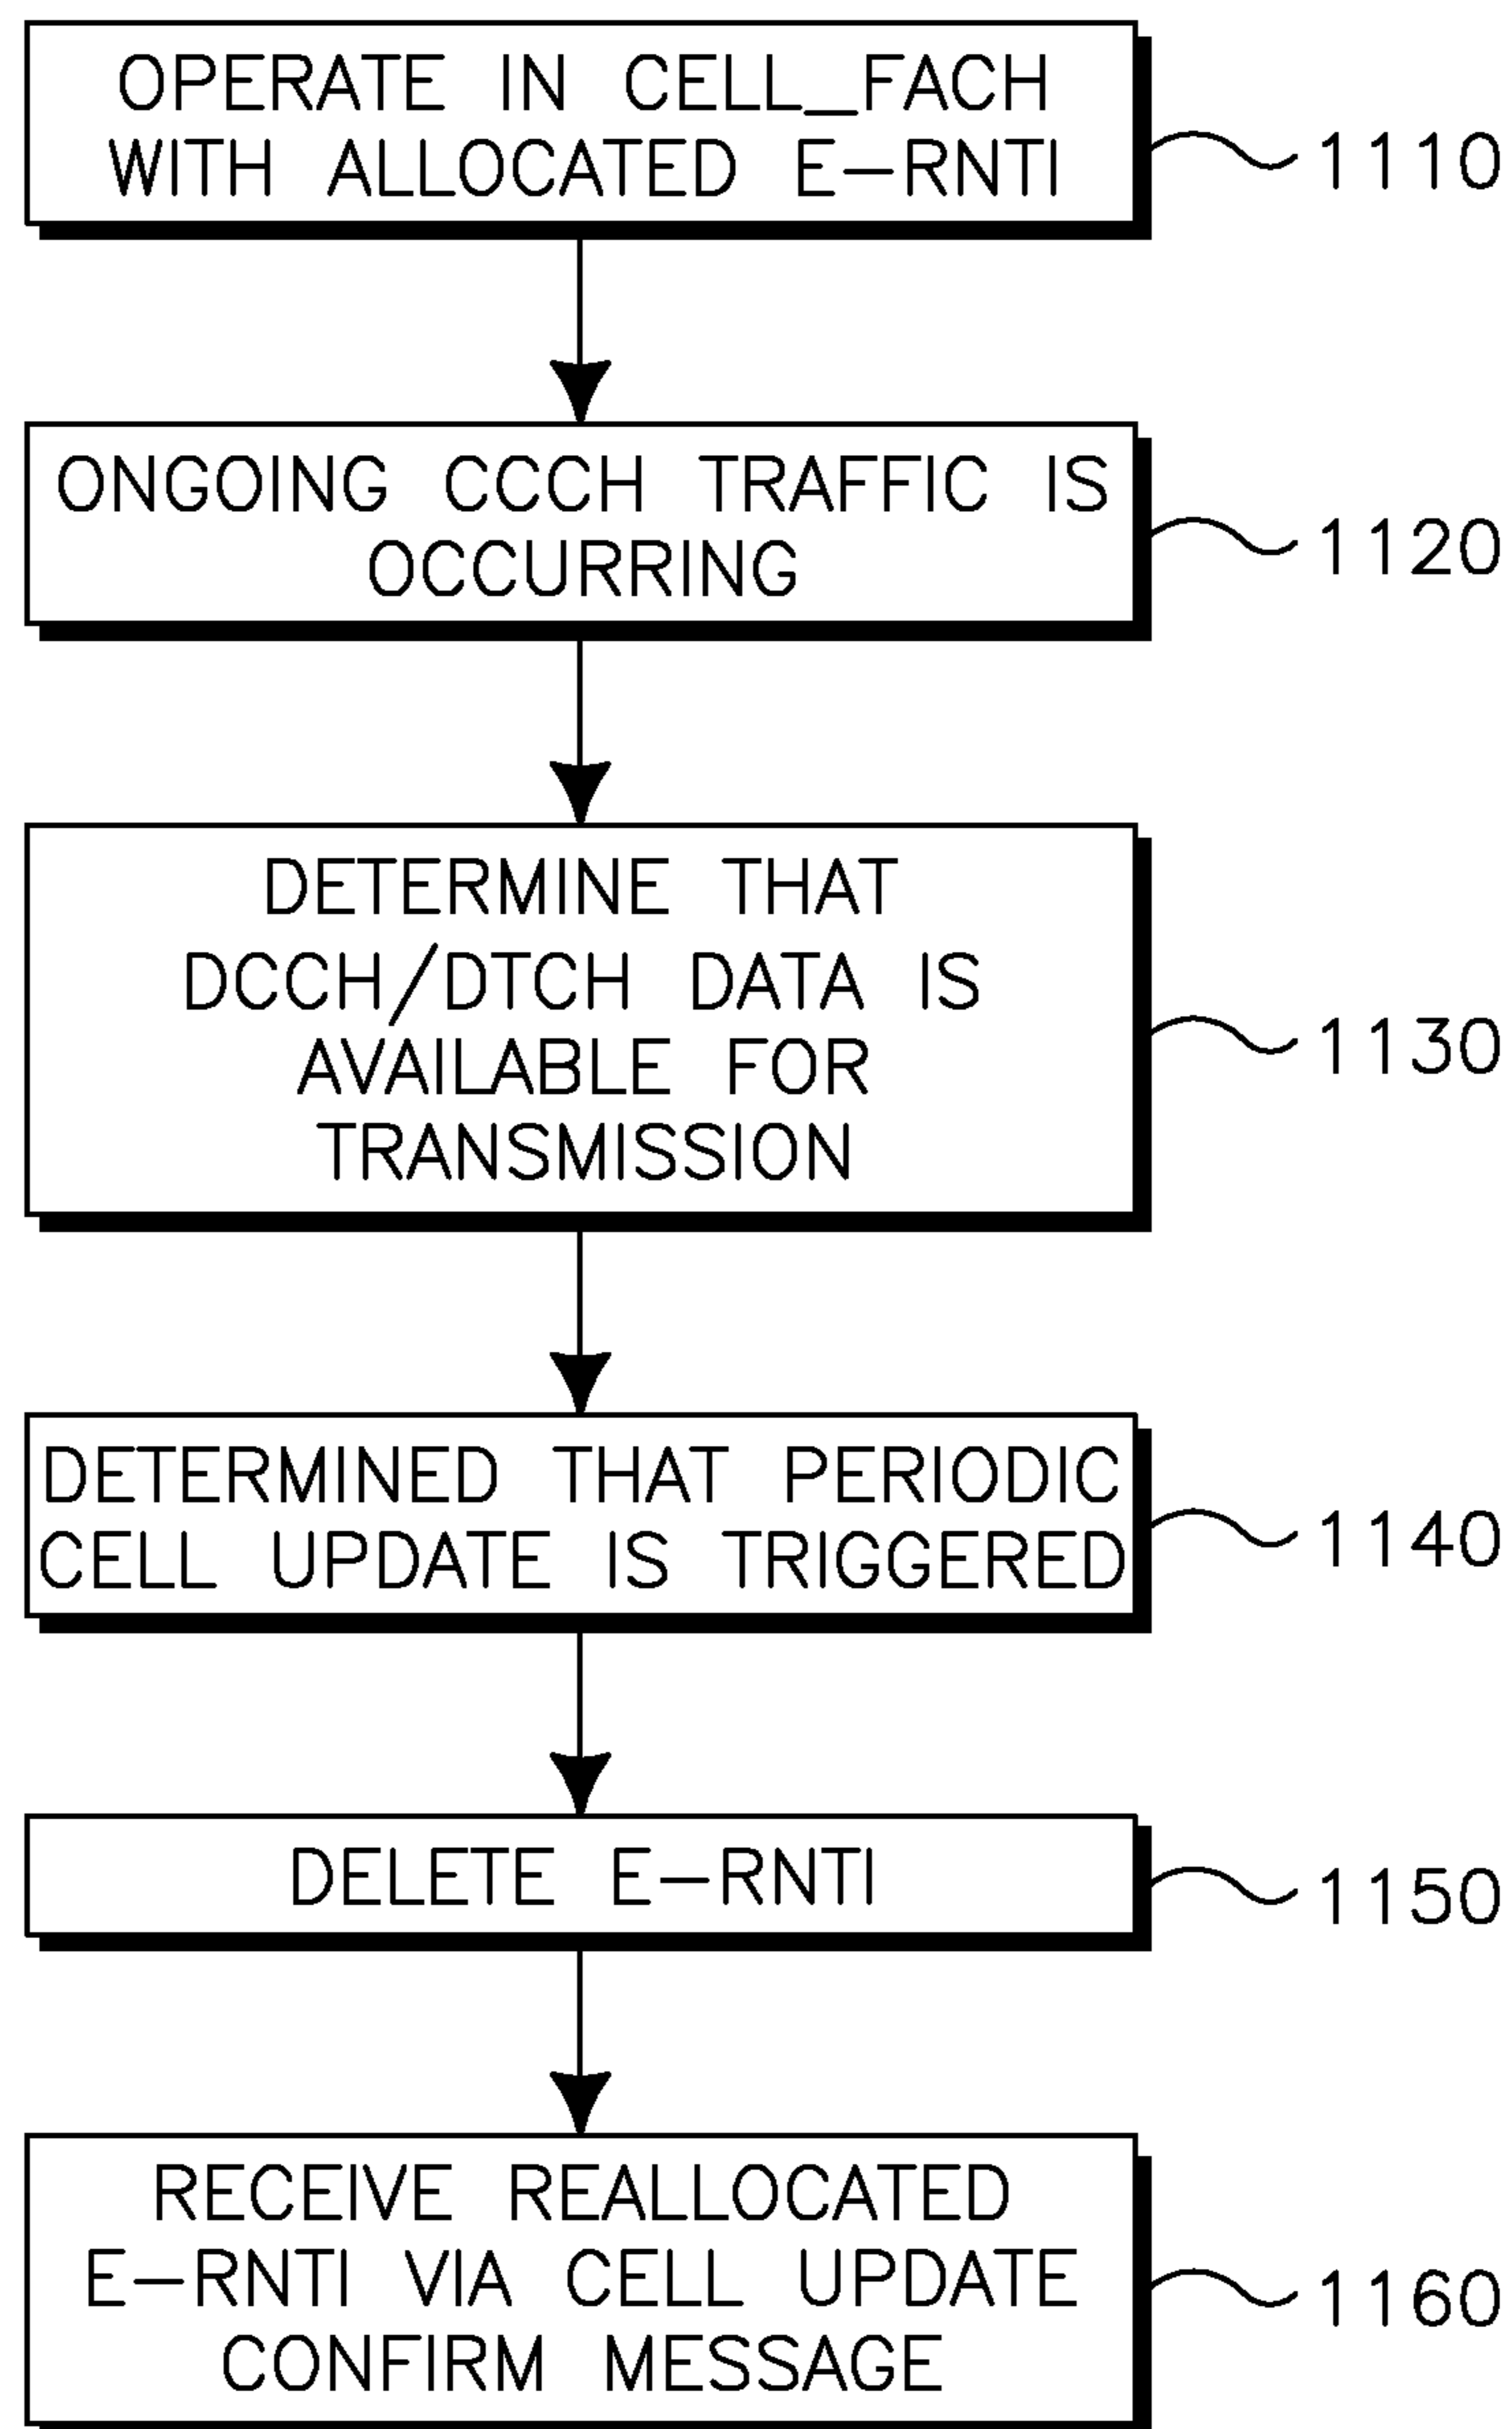 OPERATE IN CELL_FACH
WITH ALLOCATED E-RNTI
1110
ONGOING CCCH TRAFFIC IS
OCCURRING
1120
DETERMINE THAT
DCCH/DTCH DATA IS
AVAILABLE FOR
TRANSMISSION
1130
DETERMINED THAT PERIODIC
CELL UPDATE IS TRIGGERED
1140
DELETE E-RNTI
1150
RECEIVE REALLOCATED
E-RNTI VIA CELL UPDATE
CONFIRM MESSAGE
1160